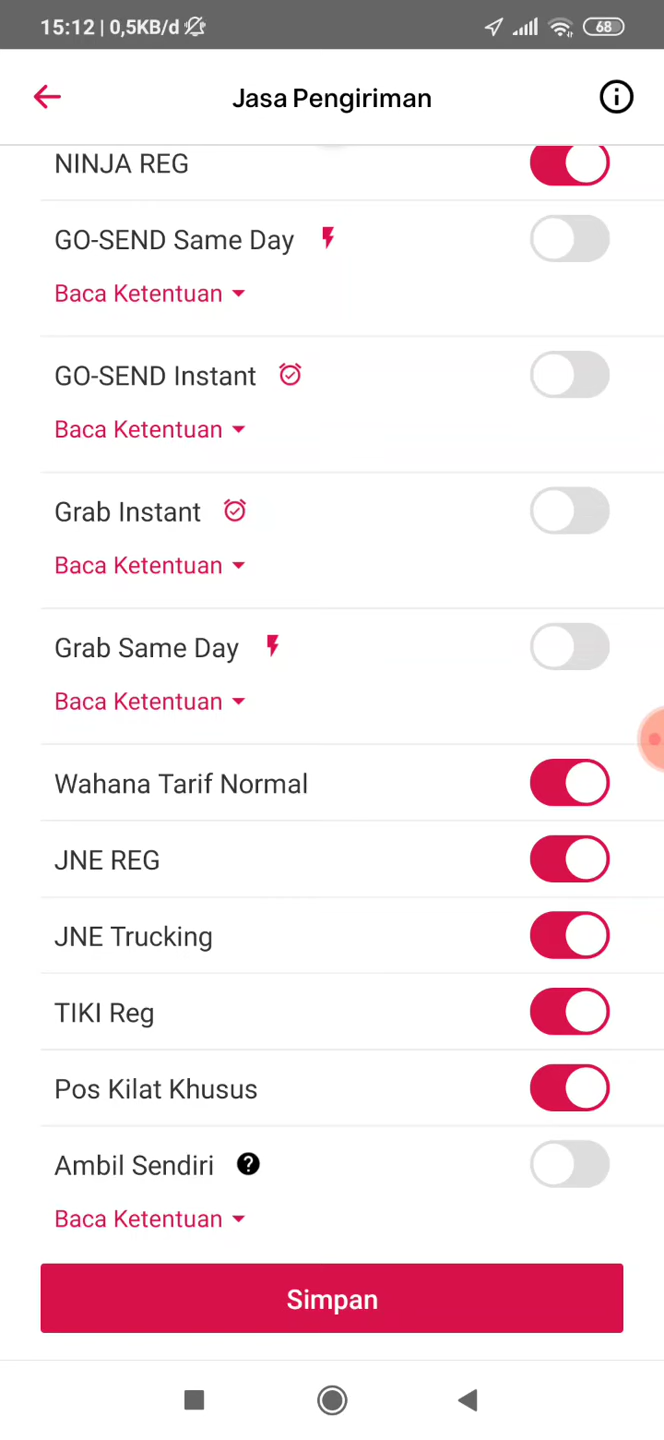 15:12 | 0,5KB/d
68
Jasa Pengiriman
NINJA REG
GO-SEND Same Day
Baca Ketentuan
GO-SEND Instant
Baca Ketentuan
Grab Instant
Baca Ketentuan
Grab Same Day
Baca Ketentuan
Wahana Tarif Normal
JNE REG
JNE Trucking
TIKI Reg
Pos Kilat Khusus
Ambil Sendiri
Baca Ketentuan
Simpan